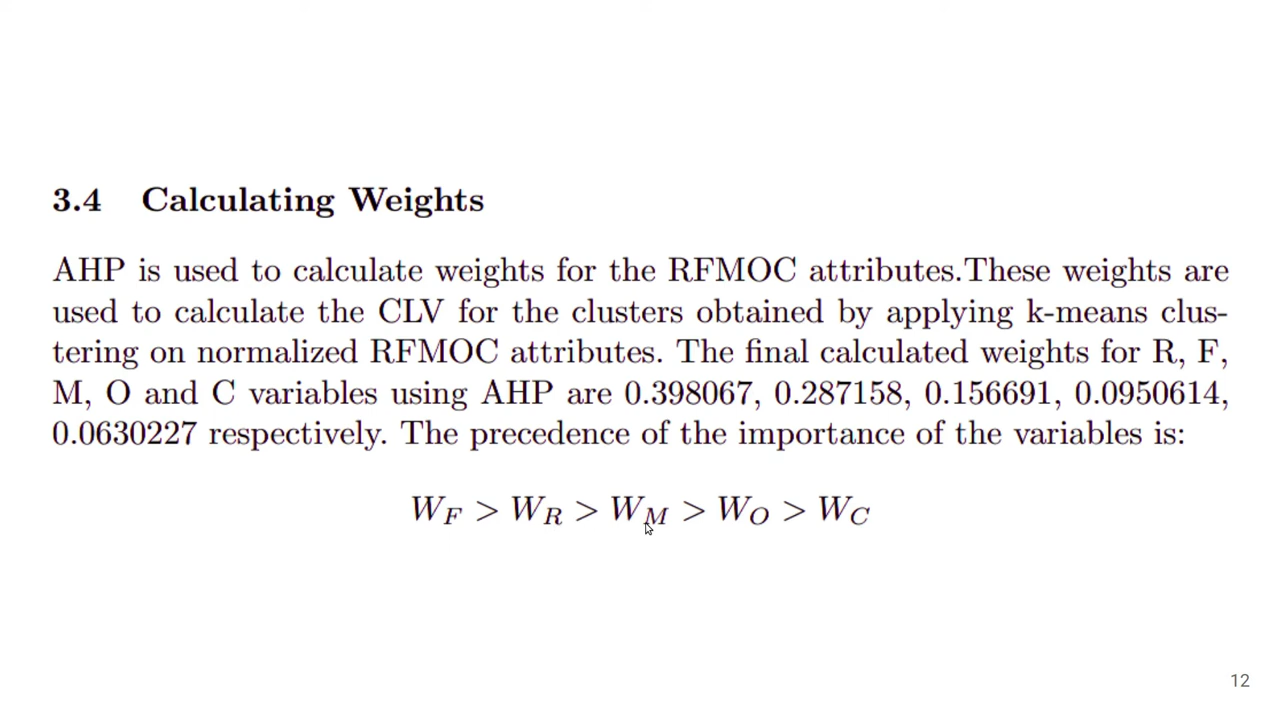 3.4 Calculating Weights
AHP is used to calculate weights for the RFMOC attributes.These weights are
used to calculate the CLV for the clusters obtained by applying k-means clus-
tering on normalized RFMOC attributes. The final calculated weights for R, F,
M, O and C variables using AHP are 0.398067, 0.287158, 0.156691, 0.0950614,
0.0630227 respectively. The precedence of the importance of the variables is:
W_F > W_R > W_M > W_O > W_C
12